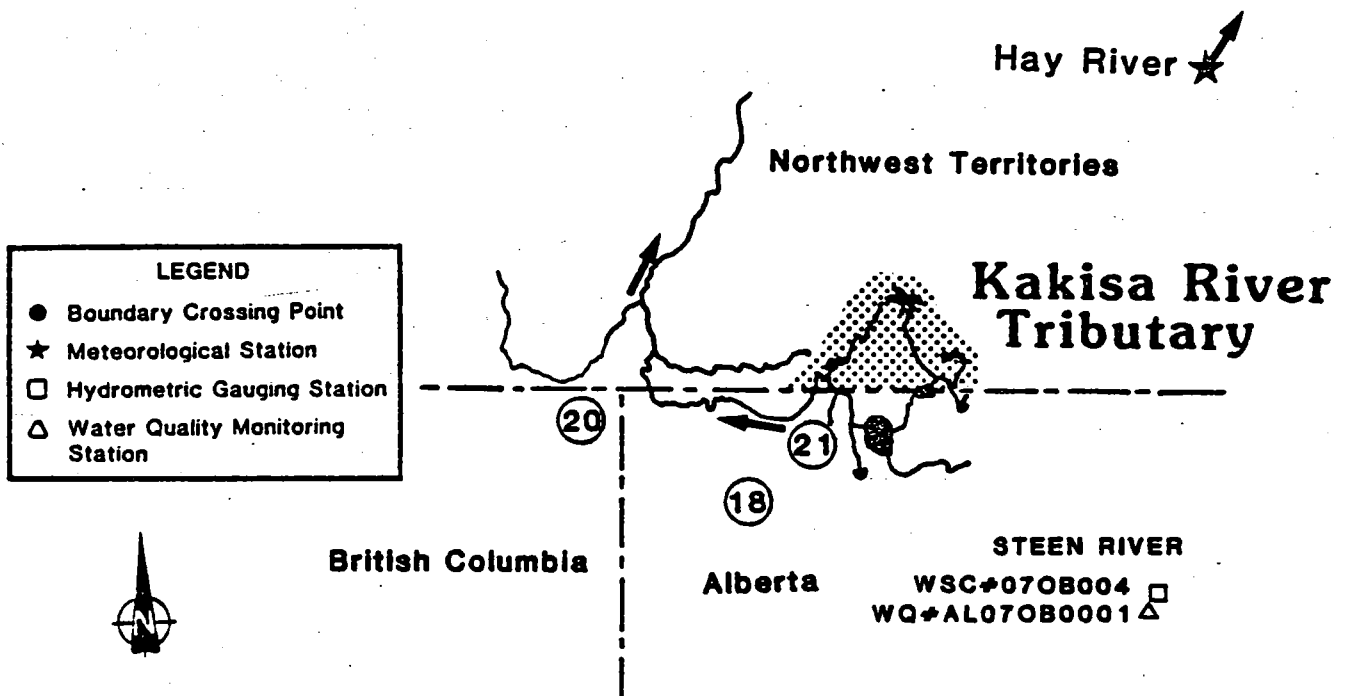 Hay River
Northwest Territories
Kakisa River
Tributary
LEGEND
Boundary Crossing Point
Meteorological Station
Hydrometric Gauging Station
Water Quality Monitoring
Station
20
21
18
British Columbia
Alberta
STEEN RIVER
WSC#07OB004
WQ#AL07OB0001
N